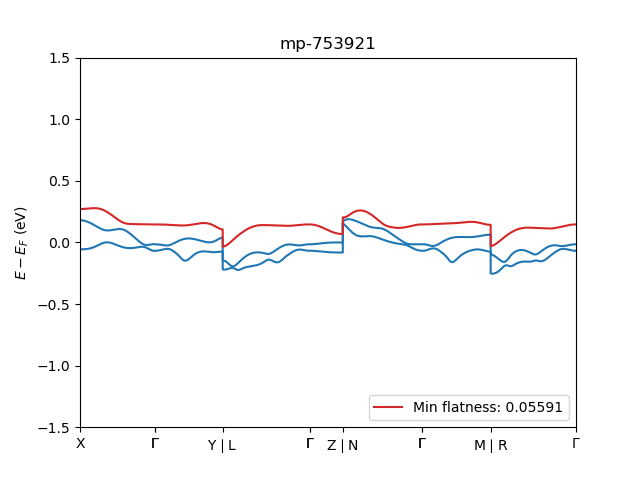 mp-753921
E − E_F (eV)
1.5
1.0
0.5
0.0
−0.5
−1.0
−1.5
Min flatness: 0.05591
X Γ Y | L Γ Z | N Γ M | R Γ